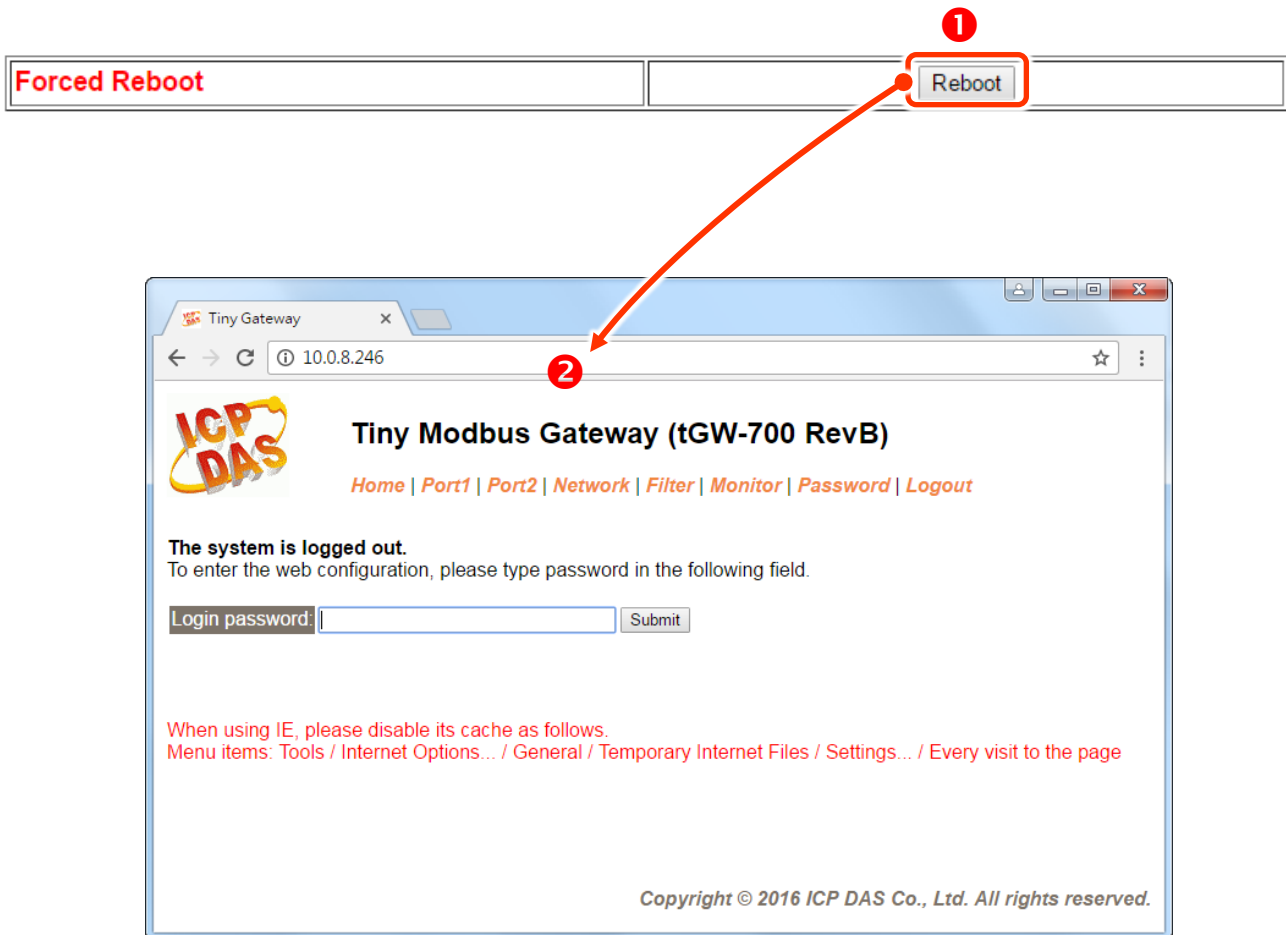 1
Forced Reboot Reboot
Tiny Gateway
10.0.8.246
2
ICP DAS
Tiny Modbus Gateway (tGW-700 RevB)
Home | Port1 | Port2 | Network | Filter | Monitor | Password | Logout
The system is logged out.
To enter the web configuration, please type password in the following field.
Login password: Submit
When using IE, please disable its cache as follows.
Menu items: Tools / Internet Options... / General / Temporary Internet Files / Settings... / Every visit to the page
Copyright © 2016 ICP DAS Co., Ltd. All rights reserved.